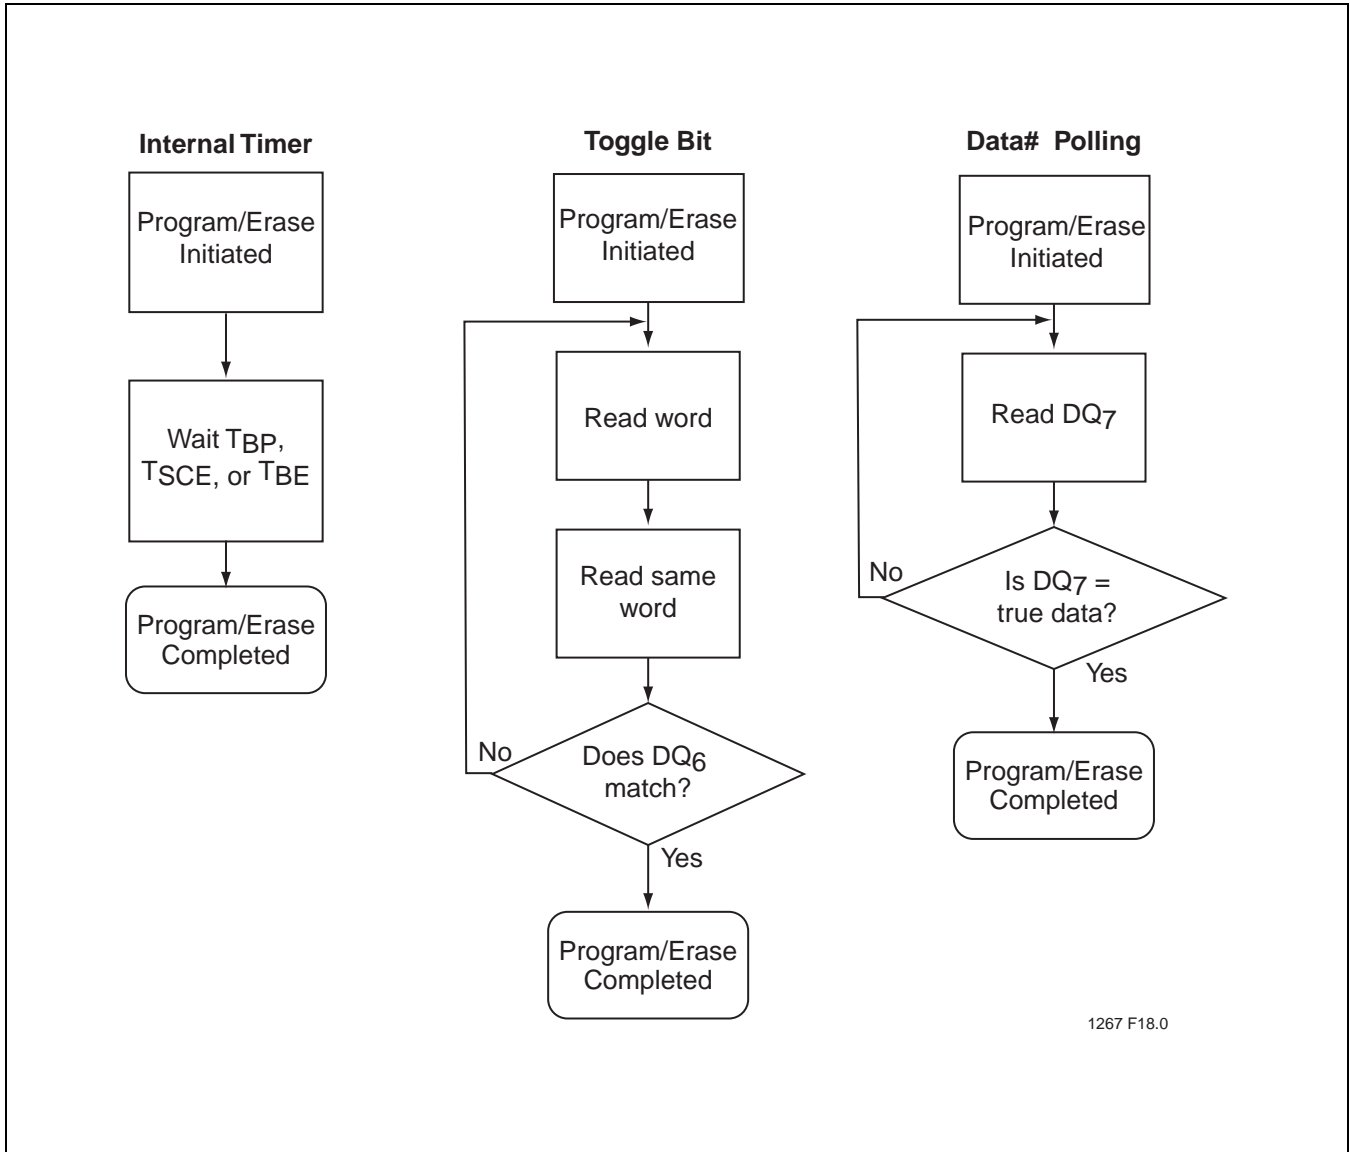 Internal Timer
Program/Erase
Initiated
Wait TBP,
TSCE, or TBE
Program/Erase
Completed
Toggle Bit
Program/Erase
Initiated
Read word
Read same
word
Does DQ6
match?
No
Yes
Program/Erase
Completed
Data# Polling
Program/Erase
Initiated
Read DQ7
Is DQ7 =
true data?
No
Yes
Program/Erase
Completed
1267 F18.0